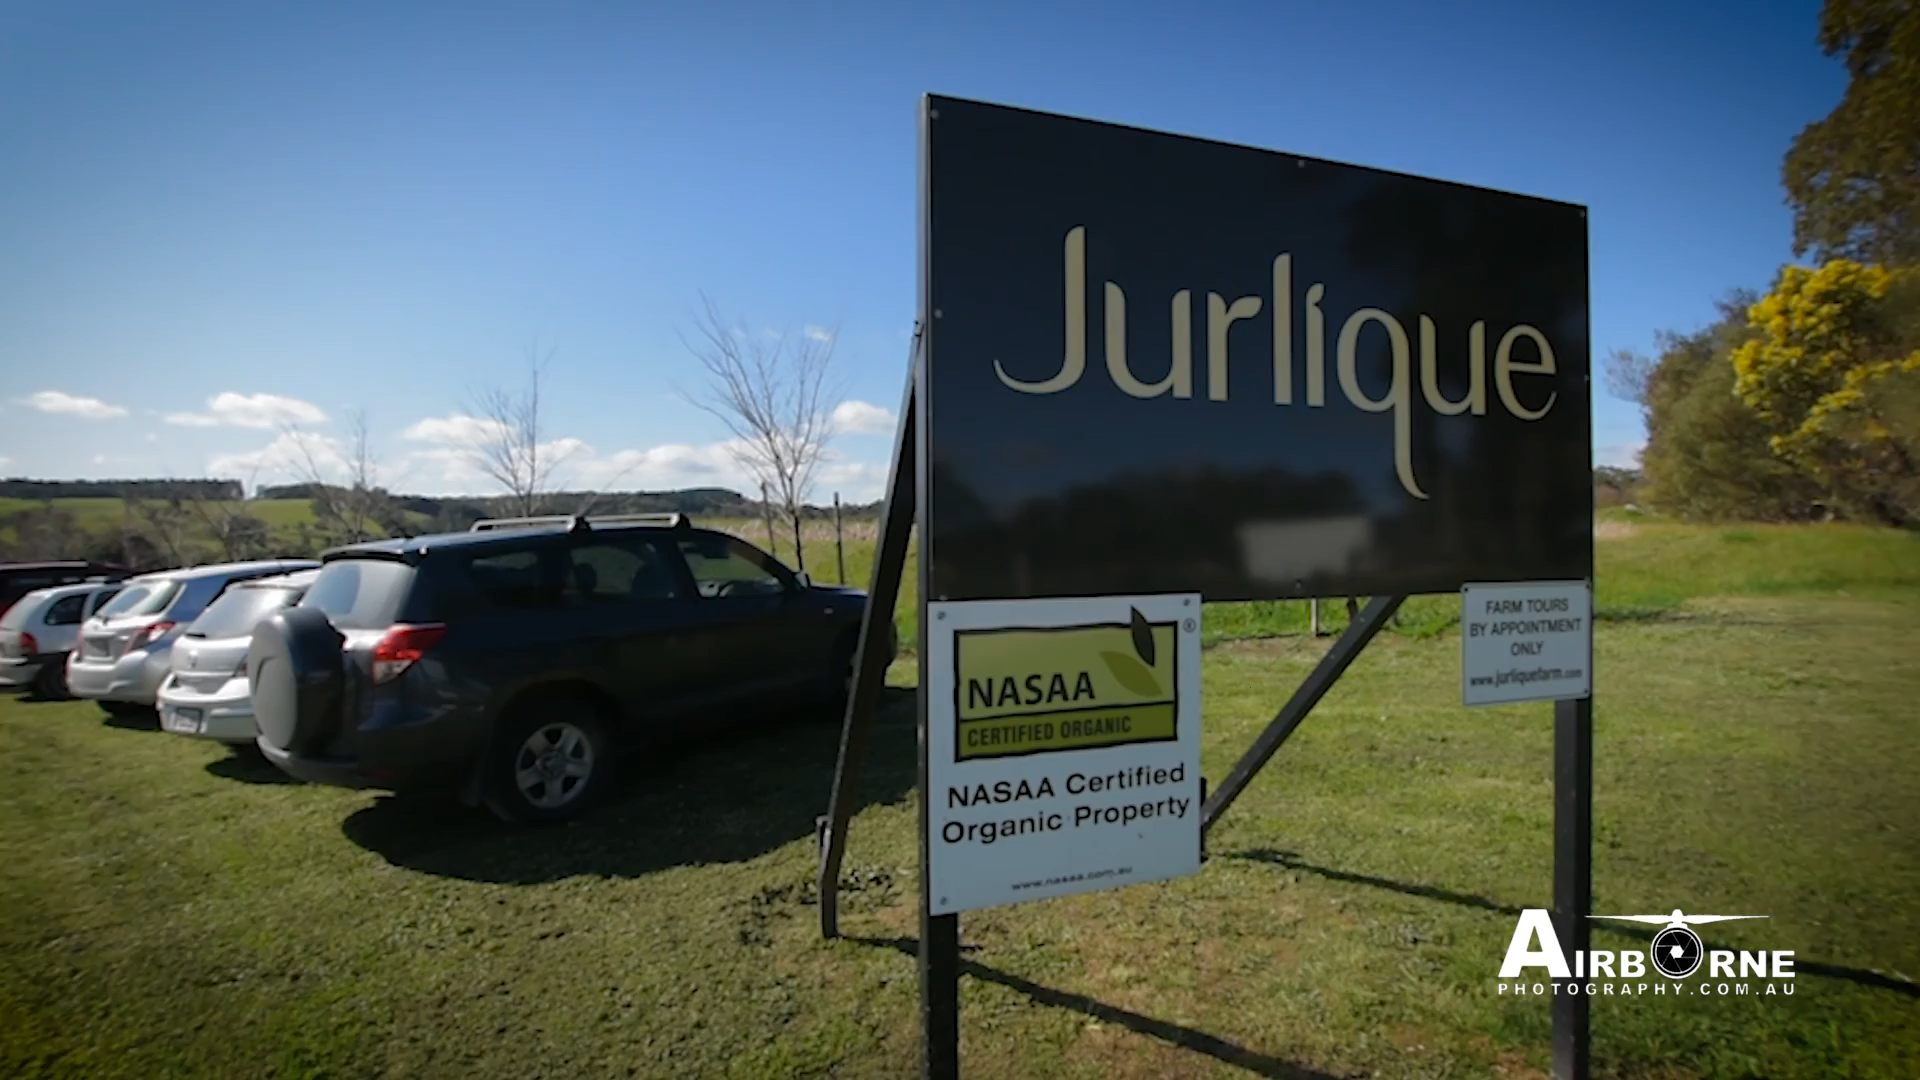 Jurlique
NASAA
®
CERTIFIED ORGANIC
NASAA Certified
Organic Property
www.nasaa.com.au
FARM TOURS
BY APPOINTMENT
ONLY
www.jurliquefarm.com
AIRBORNE
PHOTOGRAPHY.COM.AU